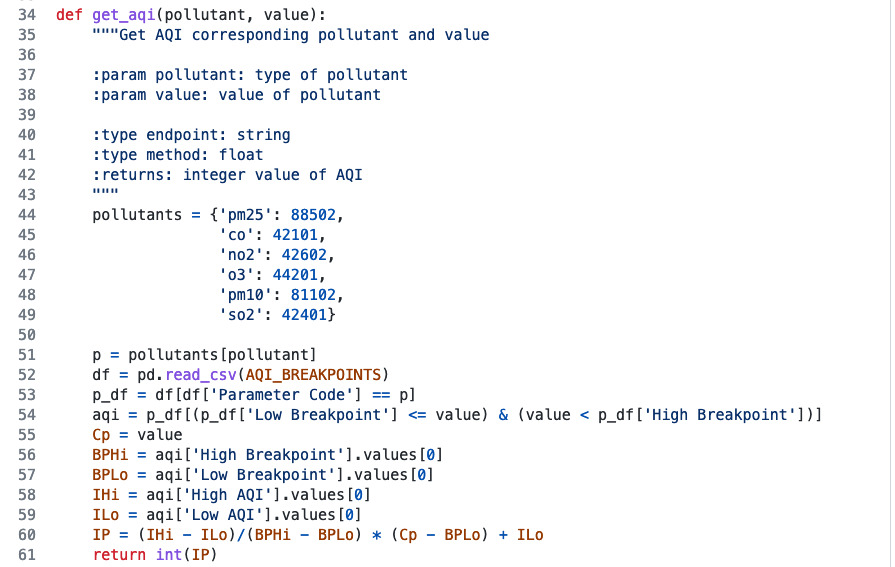 34 def get_aqi(pollutant, value):
35     """Get AQI corresponding pollutant and value
36
37     :param pollutant: type of pollutant
38     :param value: value of pollutant
39
40     :type endpoint: string
41     :type method: float
42     :returns: integer value of AQI
43     """
44     pollutants = {'pm25': 88502,
45                   'co': 42101,
46                   'no2': 42602,
47                   'o3': 44201,
48                   'pm10': 81102,
49                   'so2': 42401}
50
51     p = pollutants[pollutant]
52     df = pd.read_csv(AQI_BREAKPOINTS)
53     p_df = df[df['Parameter Code'] == p]
54     aqi = p_df[(p_df['Low Breakpoint'] <= value) & (value < p_df['High Breakpoint'])]
55     Cp = value
56     BPHi = aqi['High Breakpoint'].values[0]
57     BPLo = aqi['Low Breakpoint'].values[0]
58     IHi = aqi['High AQI'].values[0]
59     ILo = aqi['Low AQI'].values[0]
60     IP = (IHi - ILo)/(BPHi - BPLo) * (Cp - BPLo) + ILo
61     return int(IP)